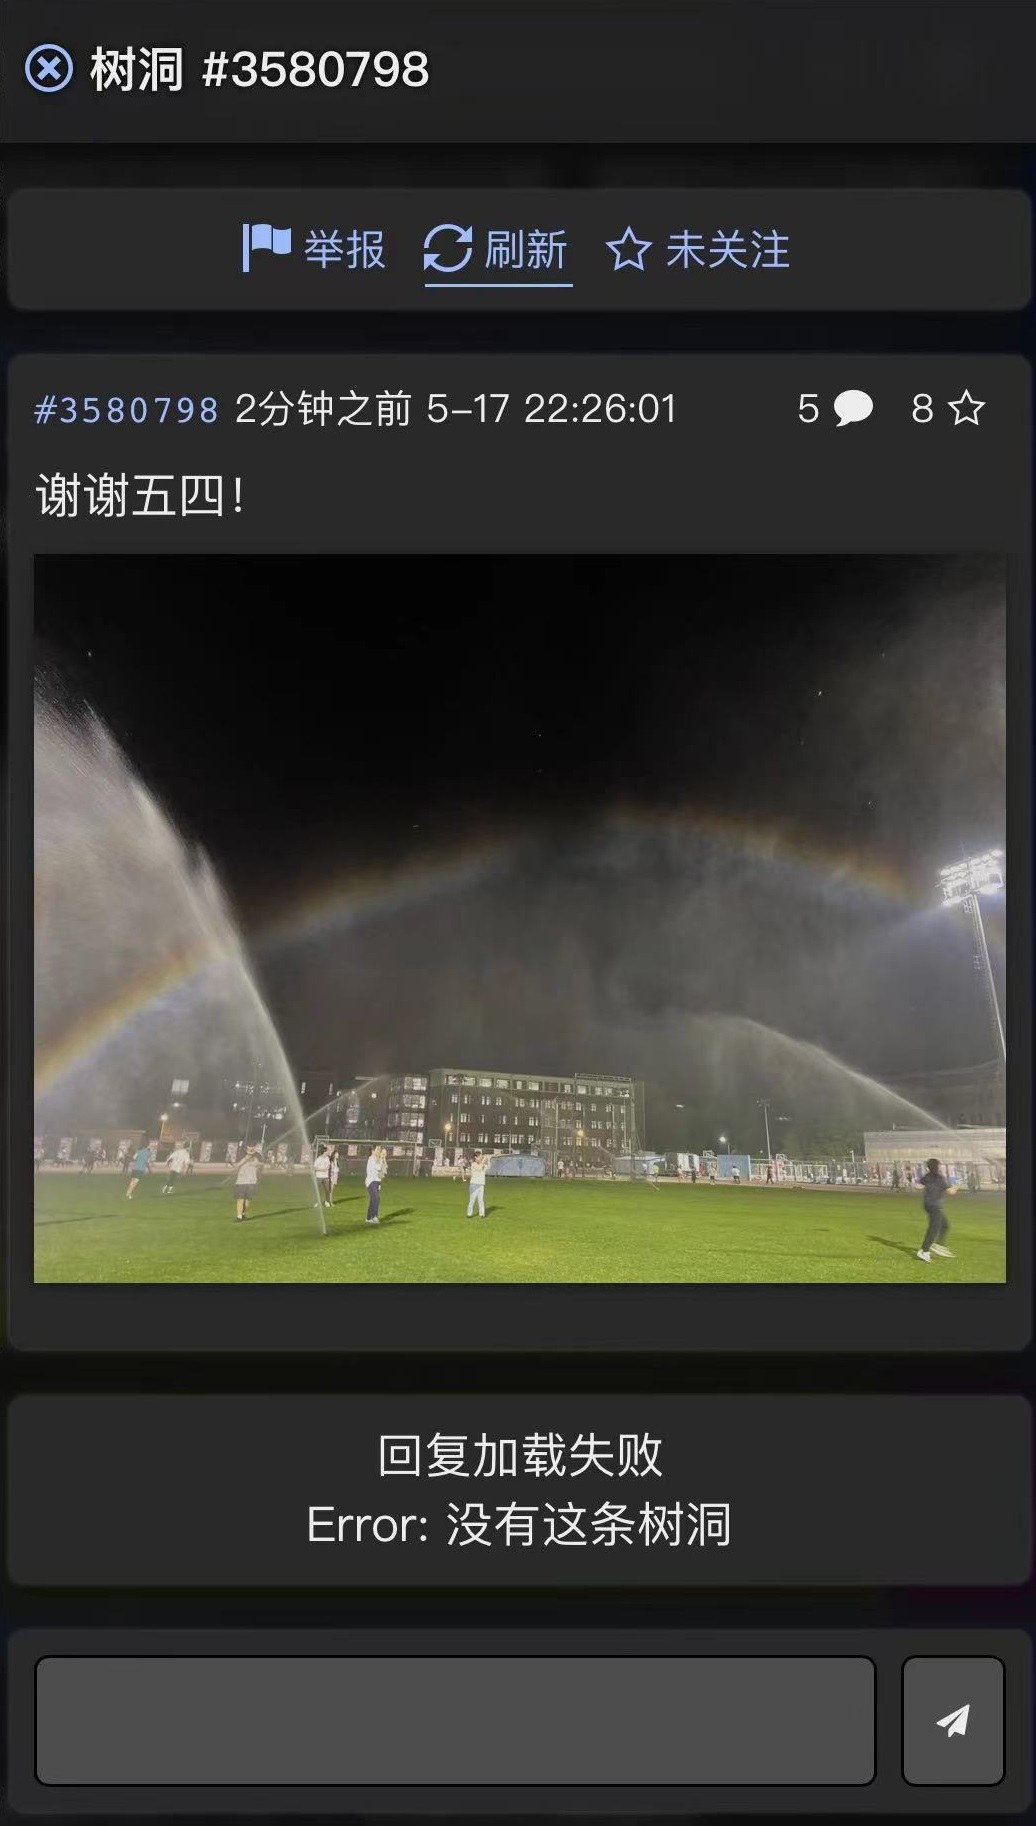 树洞 #3580798
举报 刷新 未关注
#3580798 2分钟之前 5-17 22:26:01 5 8
谢谢五四！
回复加载失败
Error: 没有这条树洞